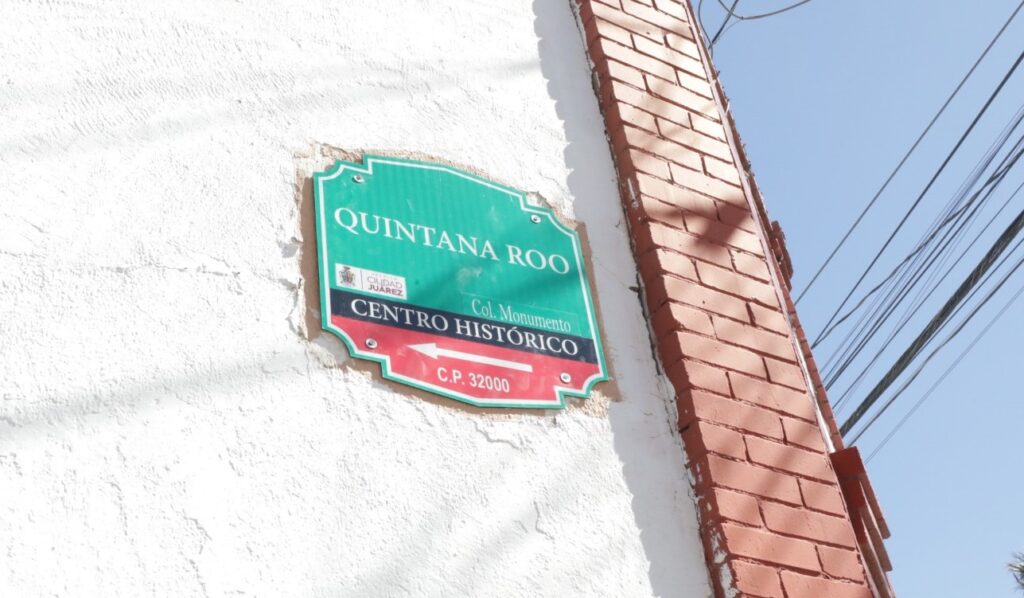 QUINTANA ROO
CIUDAD
JUÁREZ
Col. Monumento
CENTRO HISTÓRICO
C.P. 32000